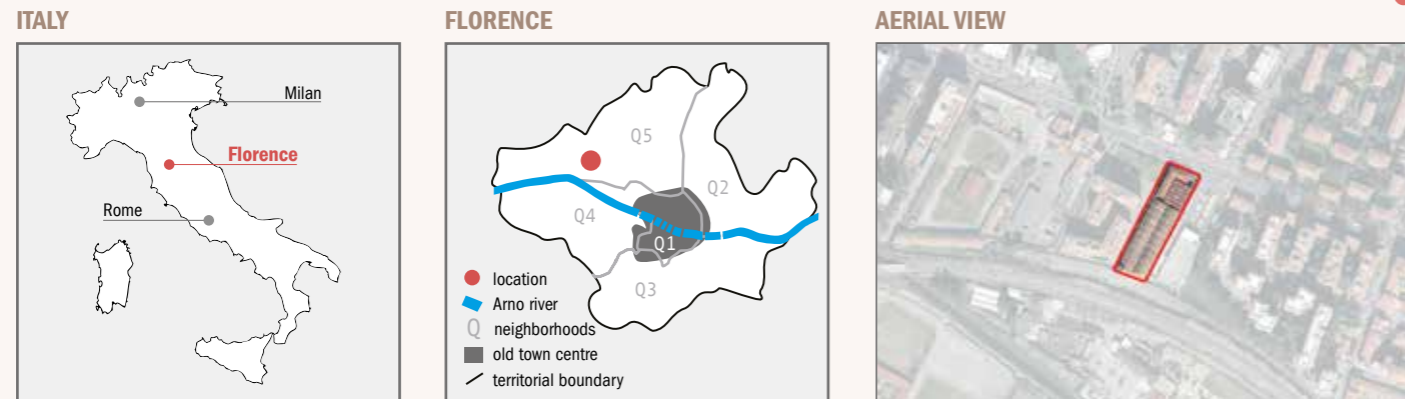 ITALY
FLORENCE
AERIAL VIEW
Milan
Florence
Rome
Q5
Q2
Q4
Q1
Q3
location
Arno river
Q neighborhoods
old town centre
territorial boundary